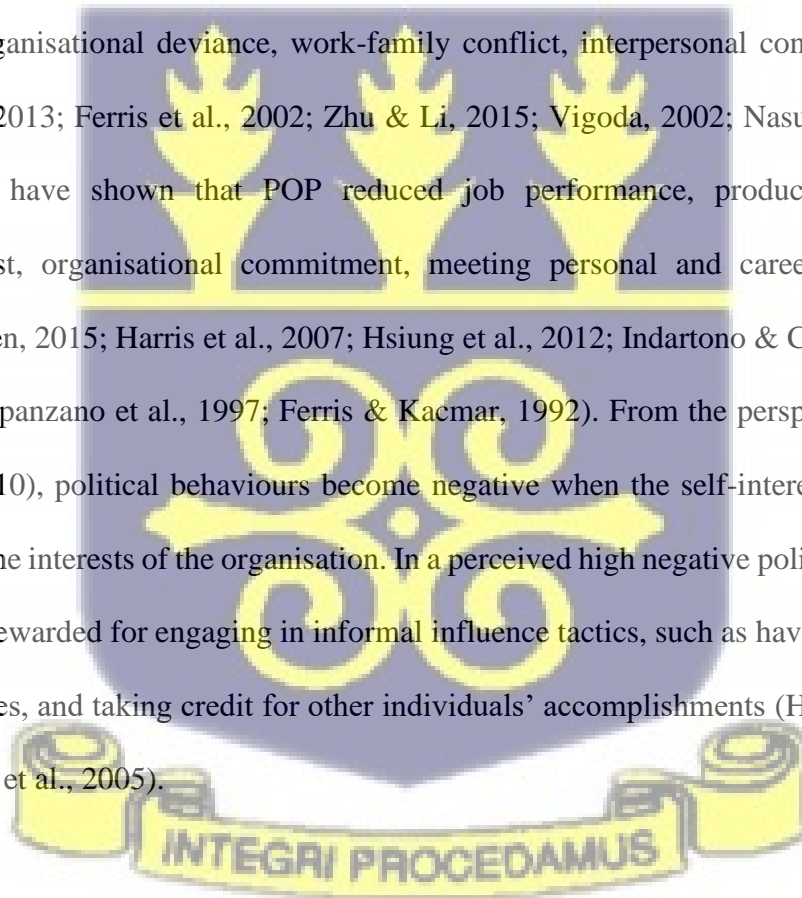 ganisational deviance, work-family conflict, interpersonal con
2013; Ferris et al., 2002; Zhu & Li, 2015; Vigoda, 2002; Nasu
have shown that POP reduced job performance, produc
st, organisational commitment, meeting personal and caree
en, 2015; Harris et al., 2007; Hsiung et al., 2012; Indartono & C
panzano et al., 1997; Ferris & Kacmar, 1992). From the persp
10), political behaviours become negative when the self-intere
ne interests of the organisation. In a perceived high negative poli
ewarded for engaging in informal influence tactics, such as hav
es, and taking credit for other individuals’ accomplishments (H
et al., 2005).
INTEGRI PROCEDAMUS